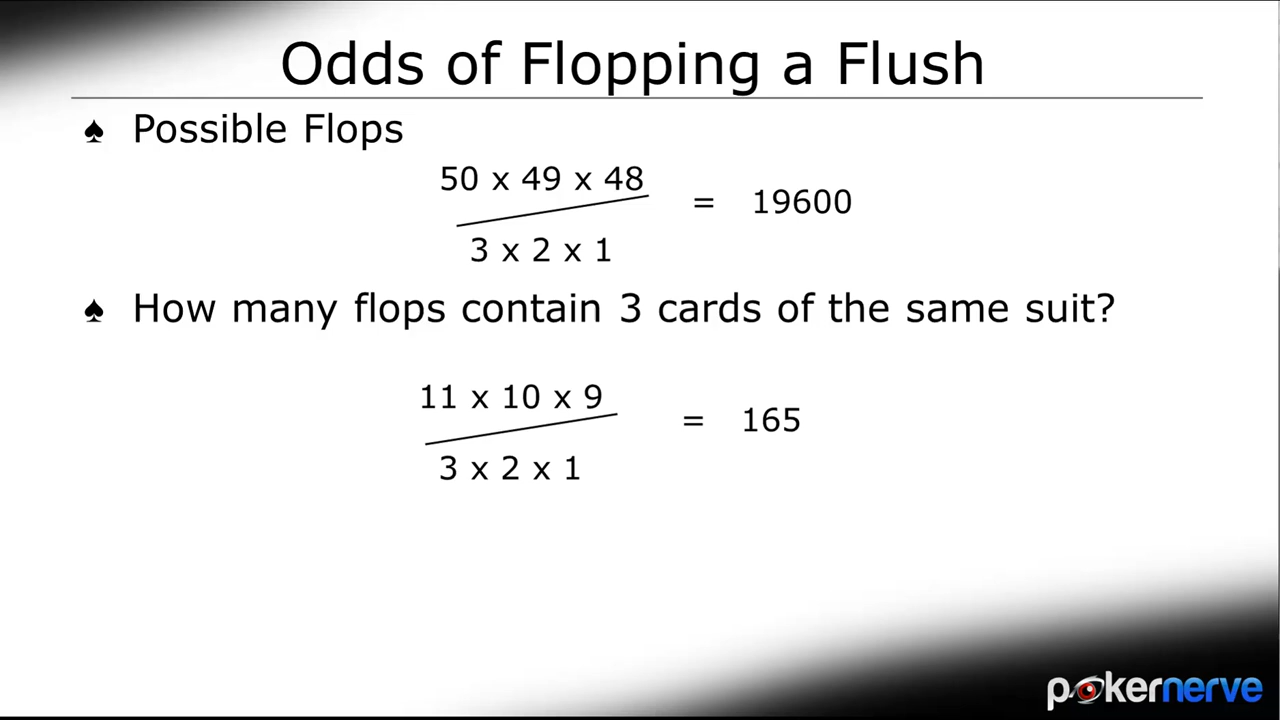 Odds of Flopping a Flush
♠ Possible Flops
50 x 49 x 48
= 19600
3 x 2 x 1
♠ How many flops contain 3 cards of the same suit?
11 x 10 x 9
= 165
3 x 2 x 1
pokernerve